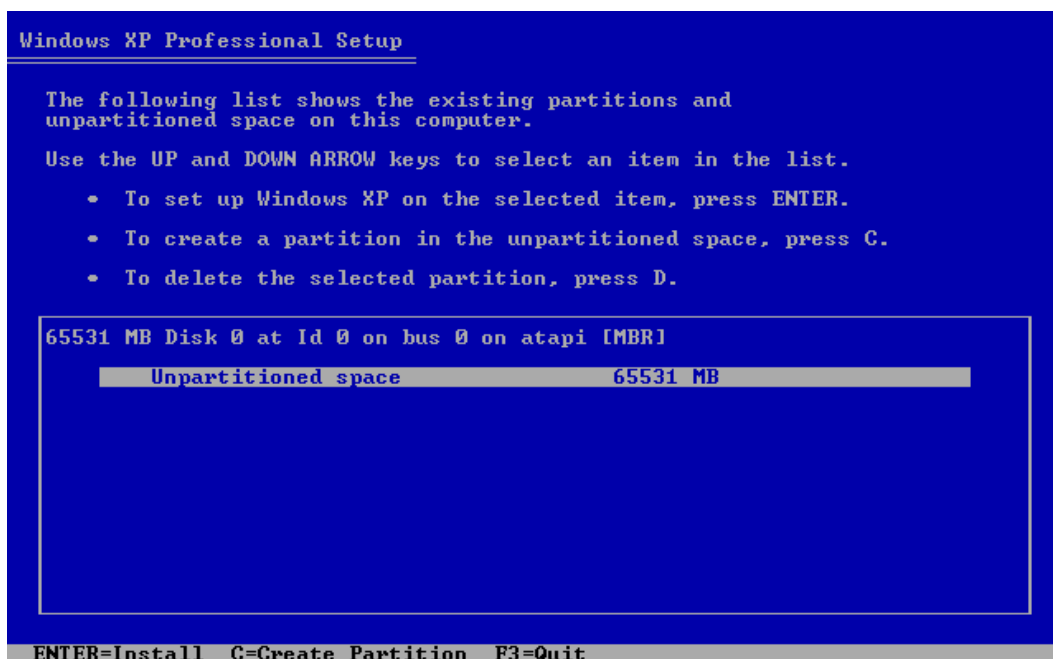 Windows XP Professional Setup
The following list shows the existing partitions and
unpartitioned space on this computer.
Use the UP and DOWN ARROW keys to select an item in the list.
• To set up Windows XP on the selected item, press ENTER.
• To create a partition in the unpartitioned space, press C.
• To delete the selected partition, press D.
65531 MB Disk 0 at Id 0 on bus 0 on atapi [MBR]
Unpartitioned space 65531 MB
ENTER=Install C=Create Partition F3=Quit